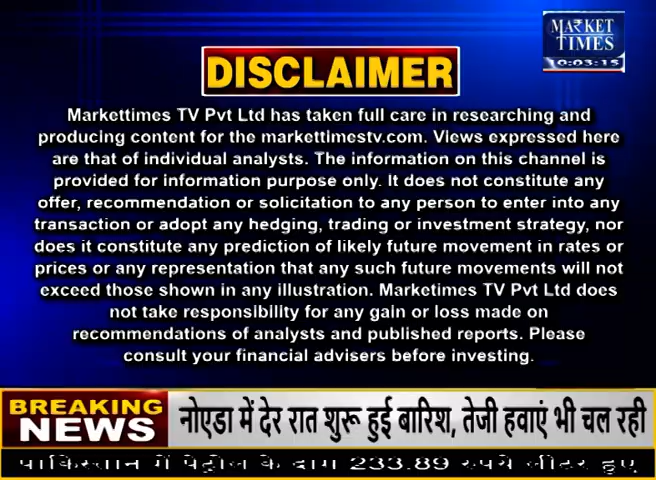 MARKET
TIMES
10:03:15
DISCLAIMER
Markettimes TV Pvt Ltd has taken full care in researching and
producing content for the markettimestv.com. Views expressed here
are that of individual analysts. The information on this channel is
provided for information purpose only. It does not constitute any
offer, recommendation or solicitation to any person to enter into any
transaction or adopt any hedging, trading or investment strategy, nor
does it constitute any prediction of likely future movement in rates or
prices or any representation that any such future movements will not
exceed those shown in any illustration. Marketimes TV Pvt Ltd does
not take responsibility for any gain or loss made on
recommendations of analysts and published reports. Please
consult your financial advisers before investing.
BREAKING
NEWS
नोएडा में देर रात शुरू हुई बारिश, तेजी हवाएं भी चल रही
पाकिस्तान में पेट्रोल के दाम 233.89 रुपये लीटर हुए